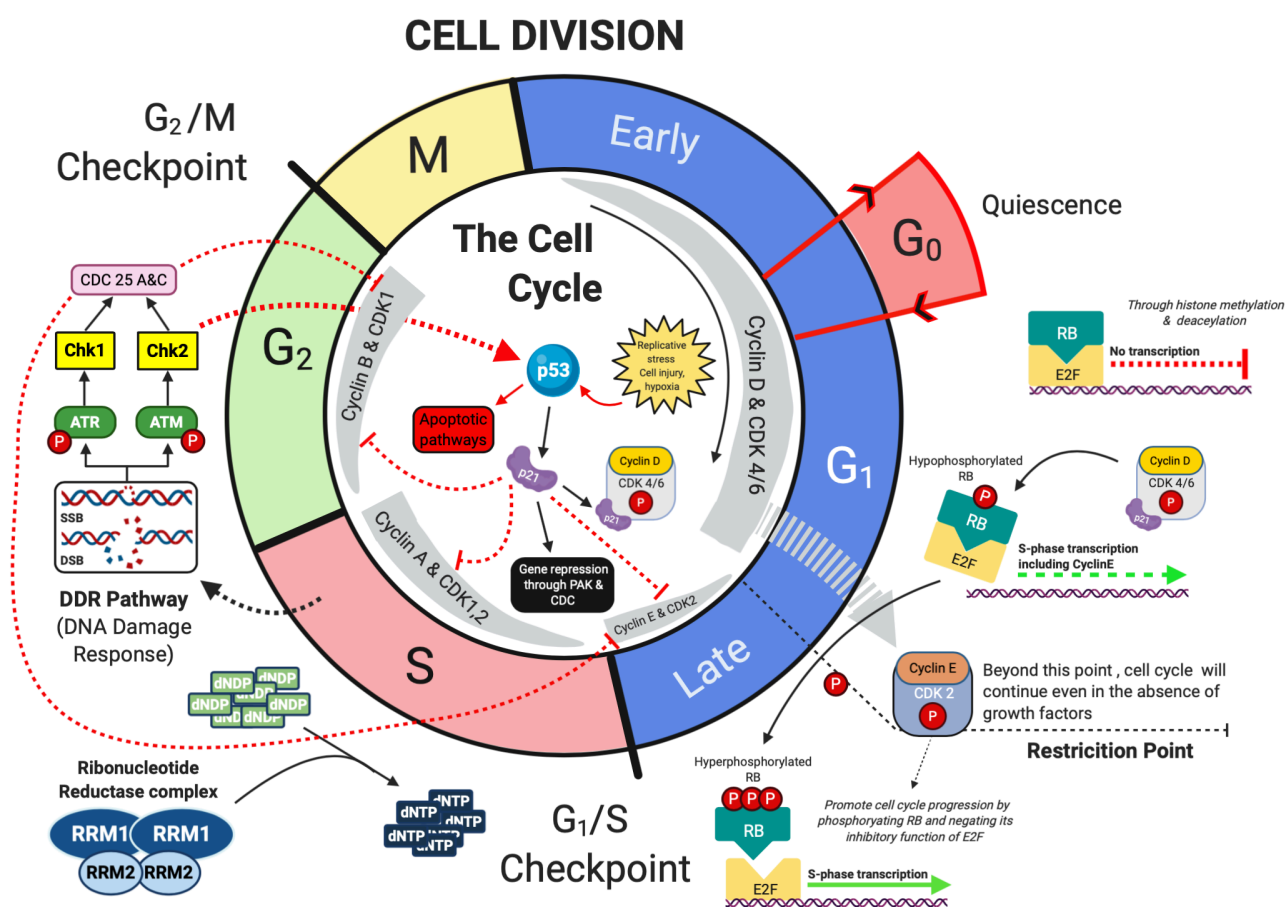 CELL DIVISION
G₂/M
Checkpoint
M
Early
G₀
Quiescence
The Cell
Cycle
CDC 25 A&C
Chk1
Chk2
ATR
ATM
P
P
SSB
DSB
DDR Pathway
(DNA Damage
Response)
G₂
Cyclin B & CDK1
p53
Replicative
stress
Cell injury,
hypoxia
Apoptotic
pathways
p21
Cyclin D
CDK 4/6
P
p21
Gene repression
through PAK &
CDC
Cyclin D & CDK 4/6
G₁
Cyclin A & CDK1,2
Cyclin E & CDK2
S
Late
Through histone methylation
& deaceylation
RB
E2F
No transcription
Hypophosphorylated
RB
P
RB
E2F
Cyclin D
CDK 4/6
P
p21
S-phase transcription
including CyclinE
P
Cyclin E
CDK 2
P
Beyond this point , cell cycle will
continue even in the absence of
growth factors
Restricition Point
Promote cell cycle progression by
phosphoryating RB and negating its
inhibitory function of E2F
Hyperphosphorylated
RB
P P P
RB
E2F
S-phase transcription
G₁/S
Checkpoint
dNDP
dNDP
dNDP
dNDP
dNDP
dNDP
Ribonucleotide
Reductase complex
RRM1
RRM1
RRM2
RRM2
dNTP
dNTP
dNTP
dNTP
dNTP